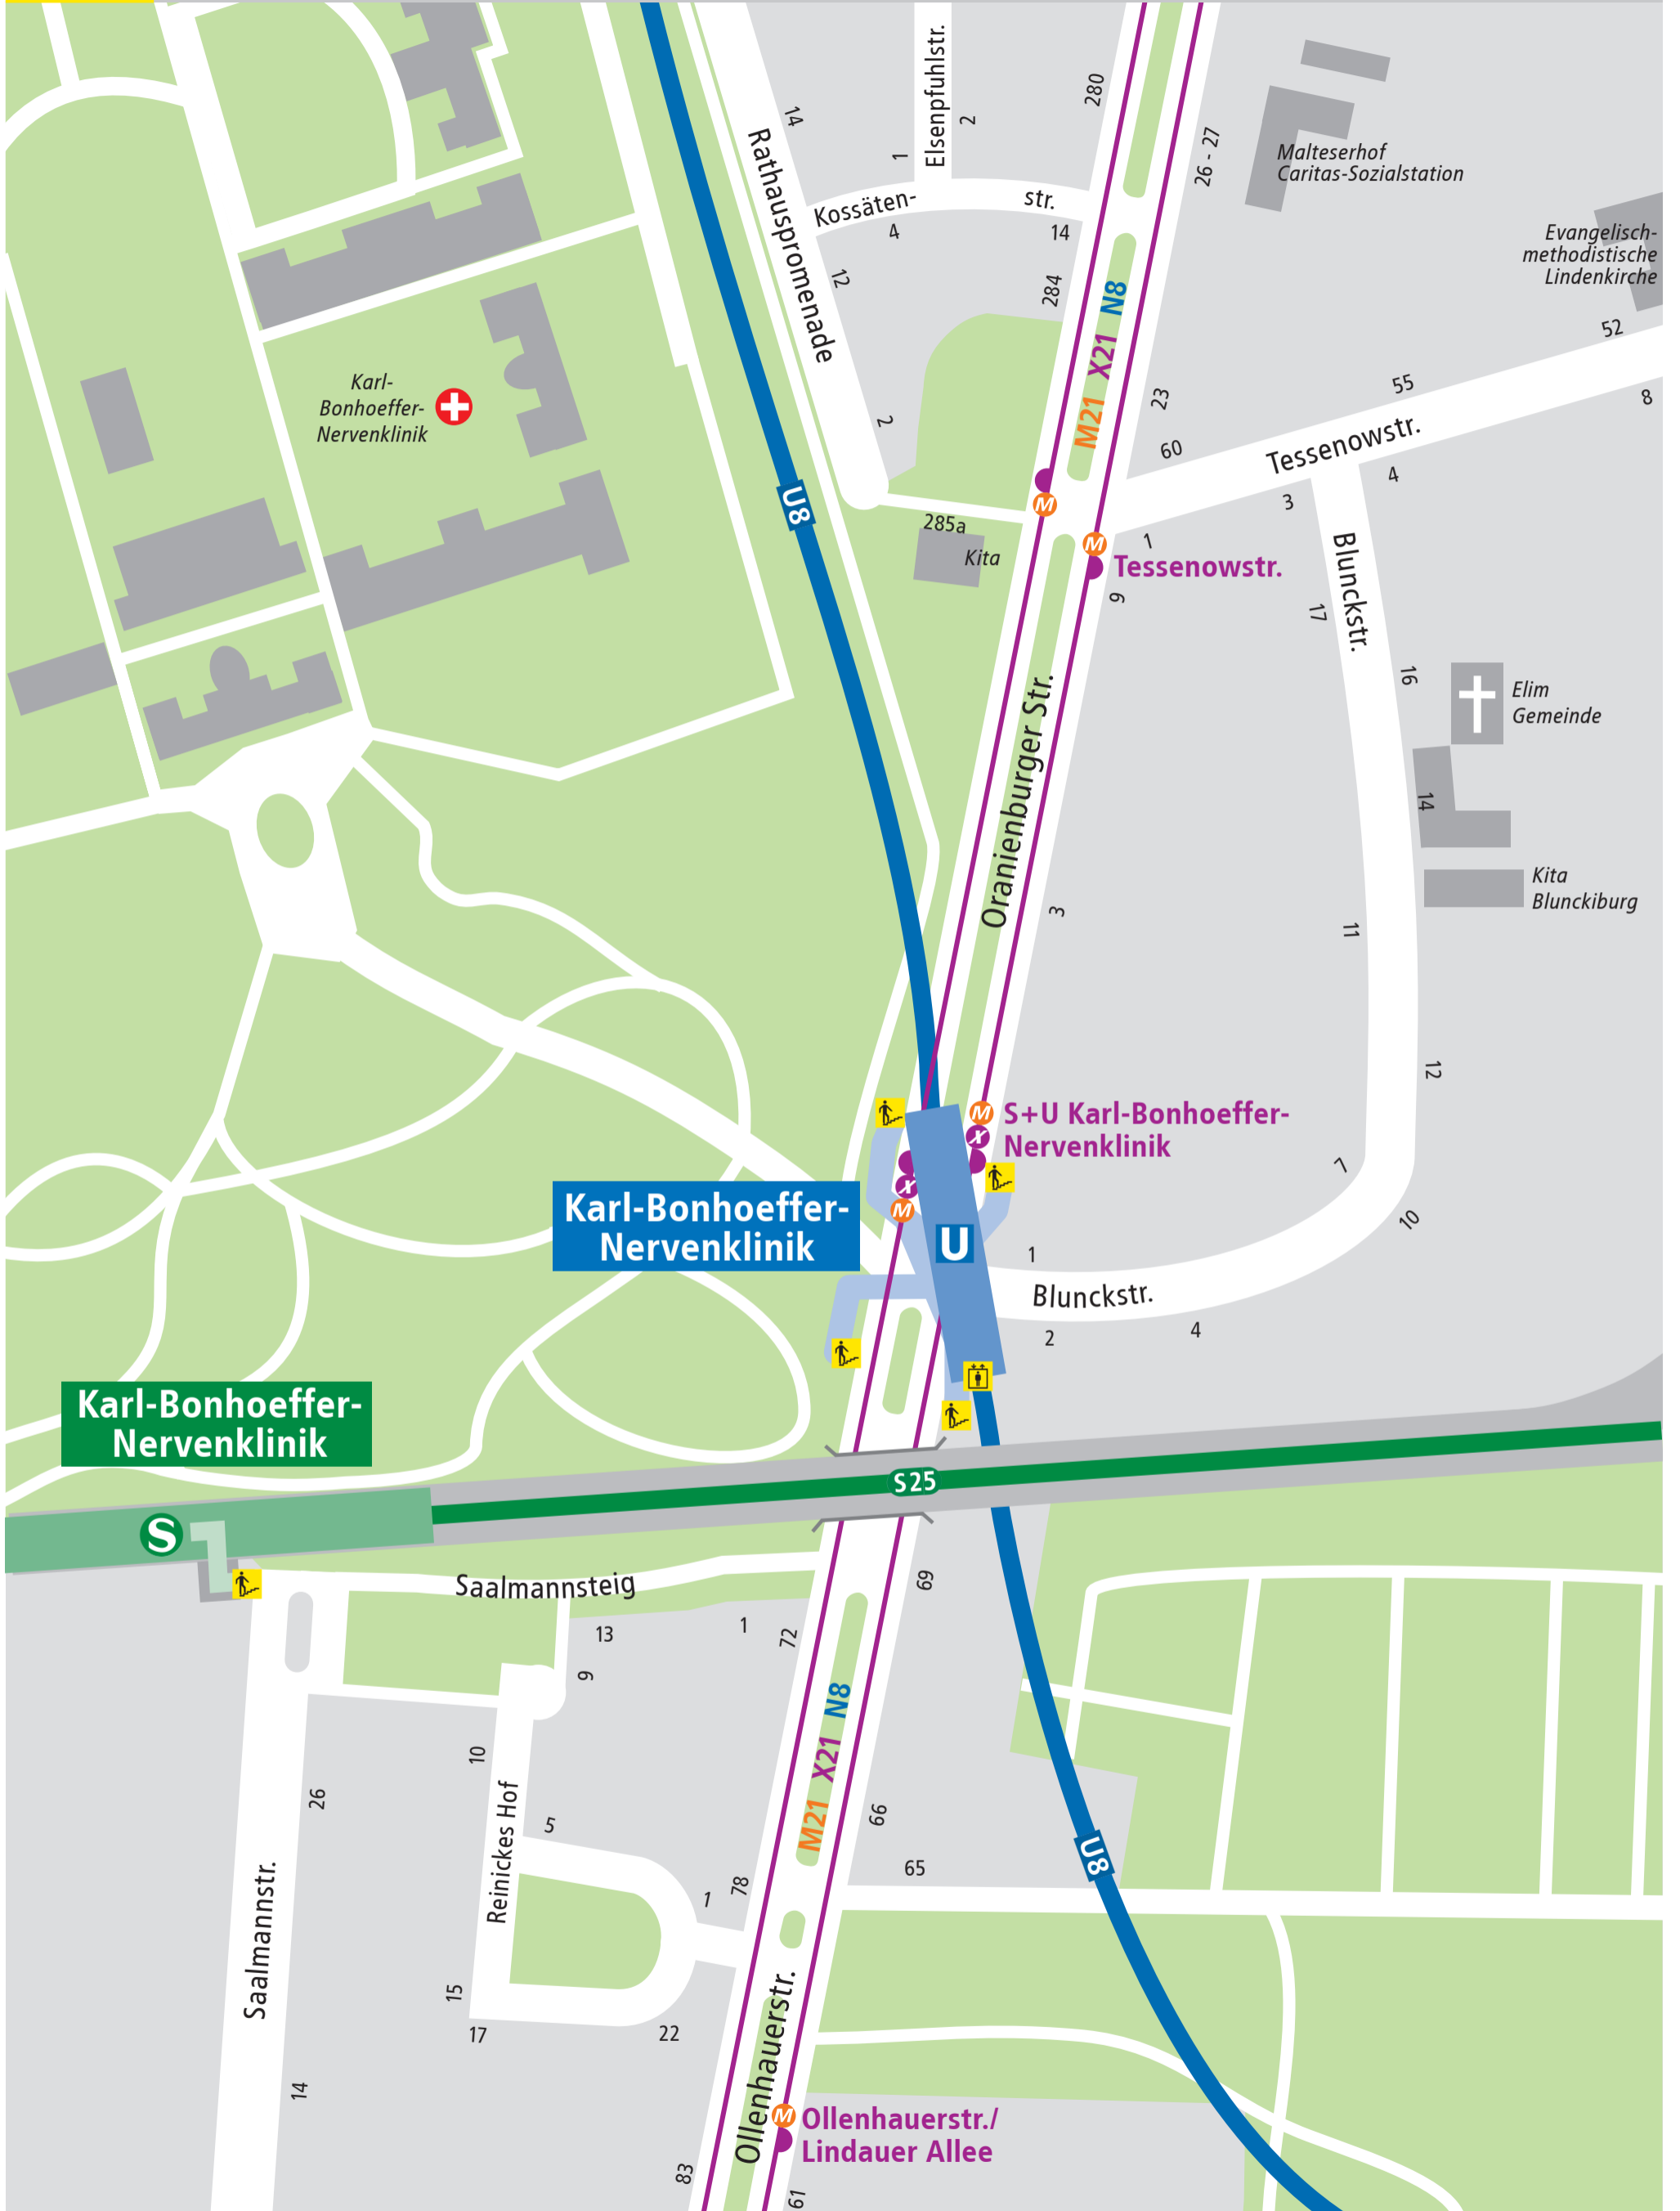 280
Elsenpfuhlstr.
14
2
1
26 - 27
Rathauspromenade
Malteserhof
Caritas-Sozialstation
Kossäten-
str.
4
14
Evangelisch-
methodistische
Lindenkirche
12
284
N8
X21
M21
52
55
8
23
60
Tessenowstr.
4
3
Karl-
Bonhoeffer-
Nervenklinik
2
U8
M
285a
Kita
M
1
Tessenowstr.
9
Blunckstr.
17
16
Elim
Gemeinde
Oranienburger Str.
14
Kita
Blunckiburg
3
11
12
M
X
S+U Karl-Bonhoeffer-
Nervenklinik
X
M
7
10
Karl-Bonhoeffer-
Nervenklinik
U
1
Blunckstr.
2
4
Karl-Bonhoeffer-
Nervenklinik
S25
S
Saalmannsteig
69
13
1
72
9
N8
X21
M21
10
26
Reinickes Hof
5
66
65
U8
78
1
Saalmannstr.
15
17
22
14
Ollenhauerstr.
M
Ollenhauerstr./
Lindauer Allee
83
61